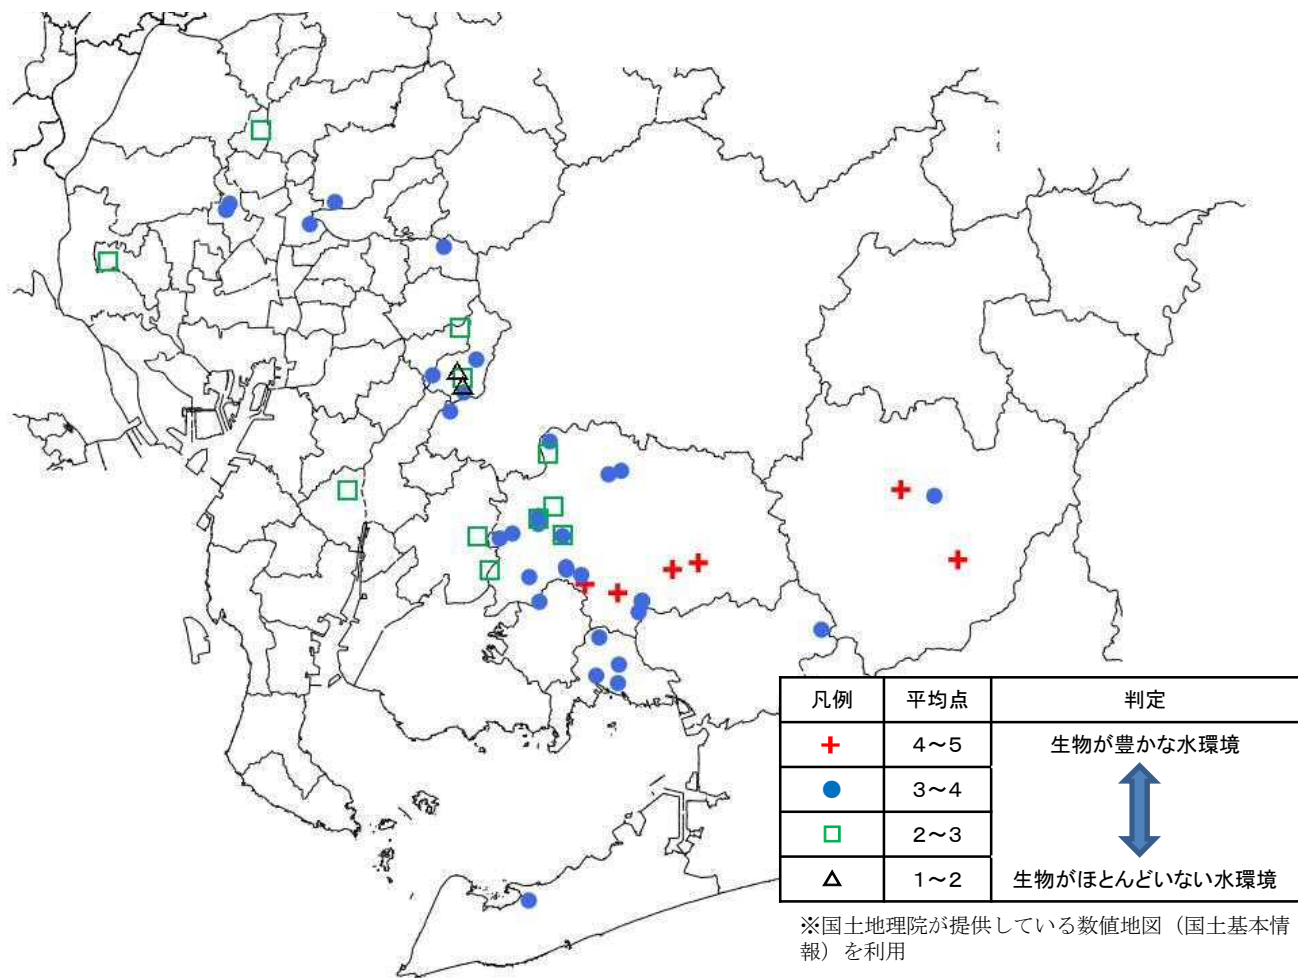 凡例 平均点 判定
4～5 生物が豊かな水環境
3～4
2～3
1～2 生物がほとんどいない水環境
※国土地理院が提供している数値地図（国土基本情
報）を利用